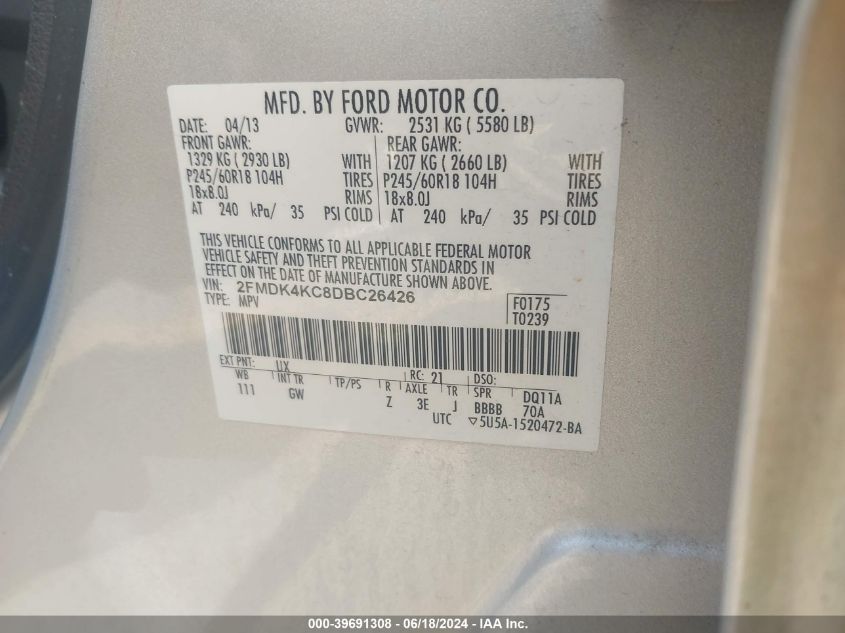 MFD. BY FORD MOTOR CO.
DATE: 04/13 GVWR: 2531 KG ( 5580 LB)
FRONT GAWR: REAR GAWR:
1329 KG ( 2930 LB) WITH 1207 KG ( 2660 LB) WITH
P245/60R18 104H TIRES P245/60R18 104H TIRES
18x8.0J RIMS 18x8.0J RIMS
AT 240 kPa/ 35 PSI COLD AT 240 kPa/ 35 PSI COLD
THIS VEHICLE CONFORMS TO ALL APPLICABLE FEDERAL MOTOR
VEHICLE SAFETY AND THEFT PREVENTION STANDARDS IN
EFFECT ON THE DATE OF MANUFACTURE SHOWN ABOVE.
VIN: 2FMDK4KC8DBC26426
TYPE: MPV
F0175
T0239
EXT PNT: UX RC: 21 DSO:
WB INT TR TP/PS R AXLE TR SPR DQ11A
111 GW Z 3E J BBBB 70A
UTC ▽5U5A-1520472-BA
000-39691308 - 06/18/2024 - IAA Inc.